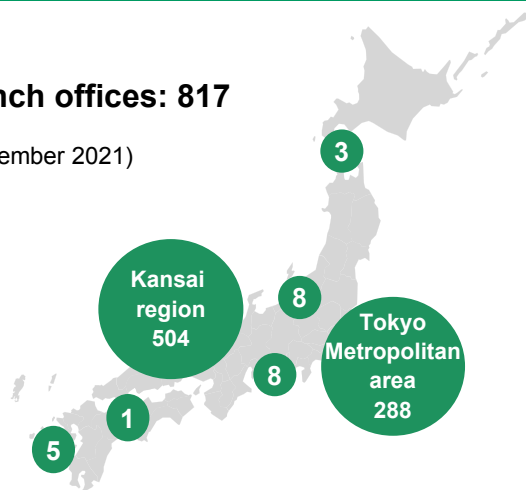 nch offices: 817
ember 2021)
3
Kansai
region
504
8
Tokyo
Metropolitan
area
288
8
1
5